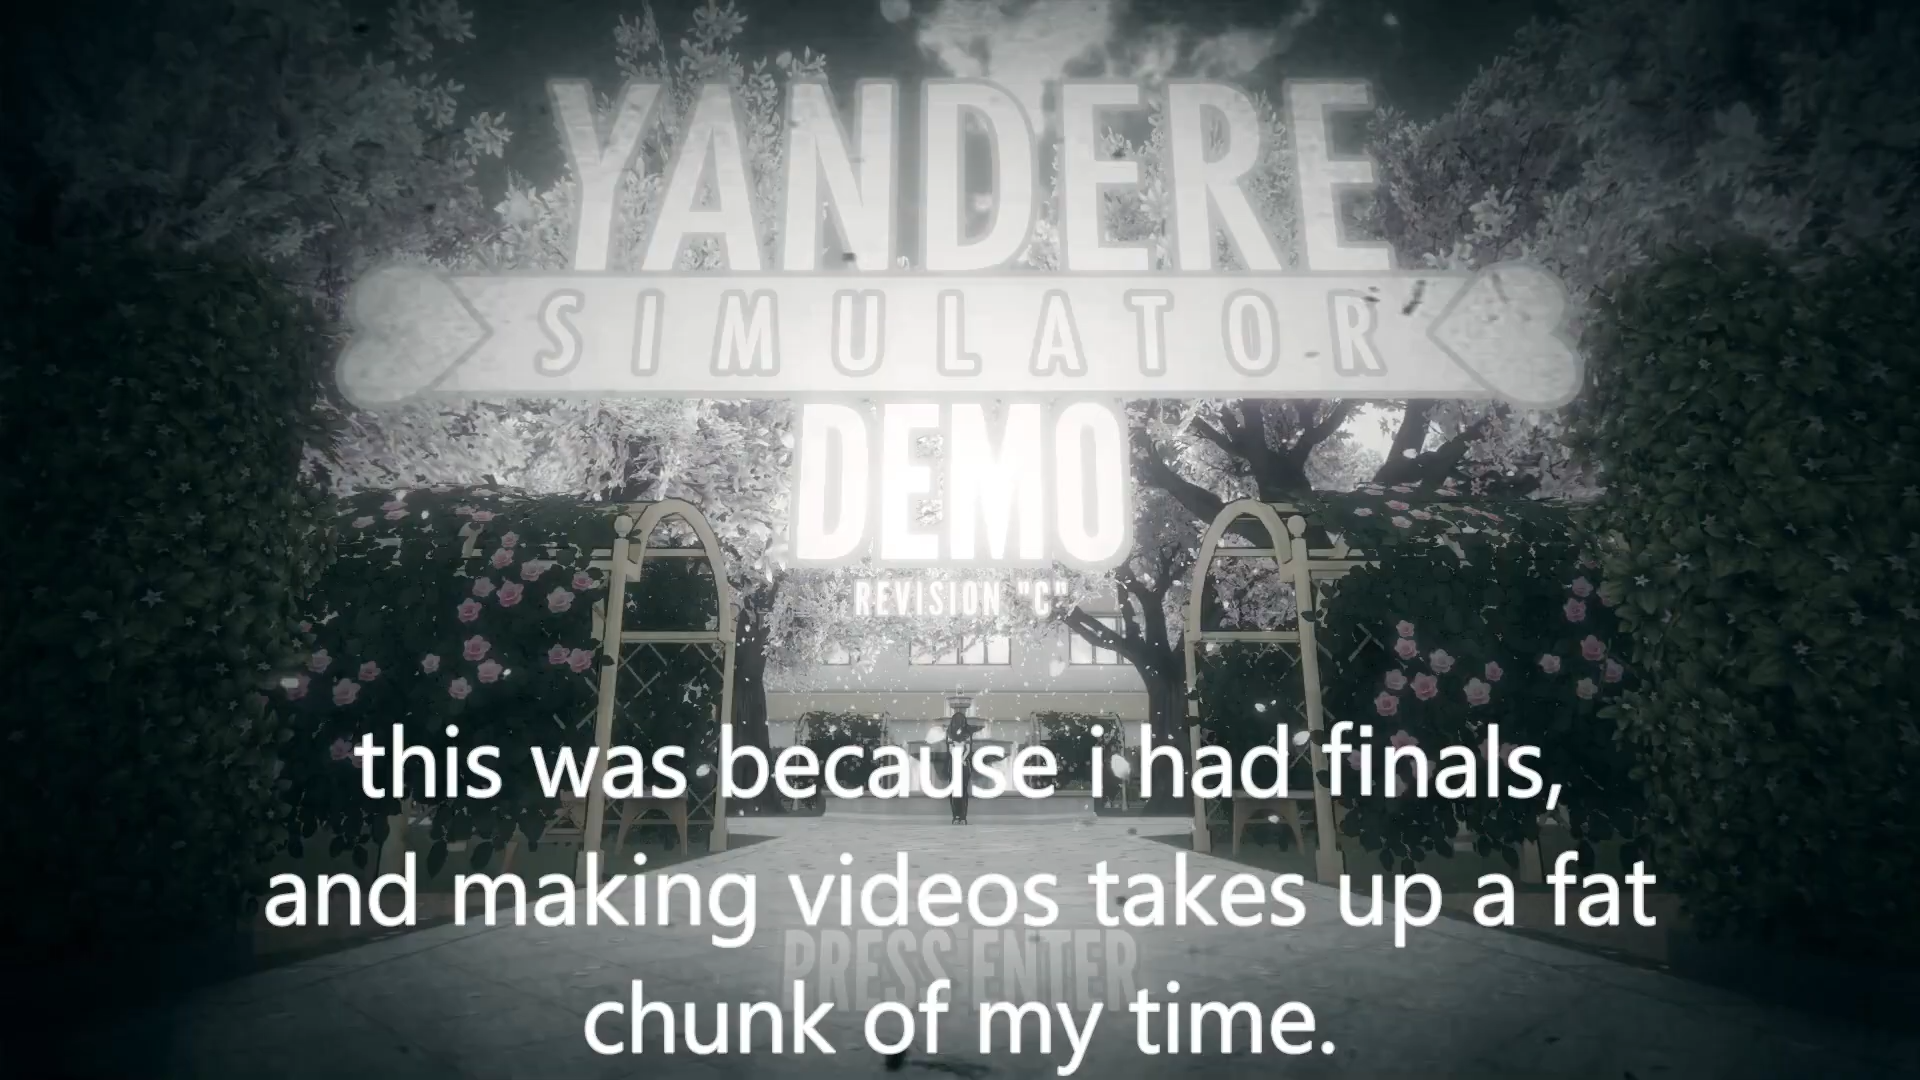 YANDERE
SIMULATOR
DEMO
REVISION "C"
this was because i had finals,
and making videos takes up a fat
PRESS ENTER
chunk of my time.